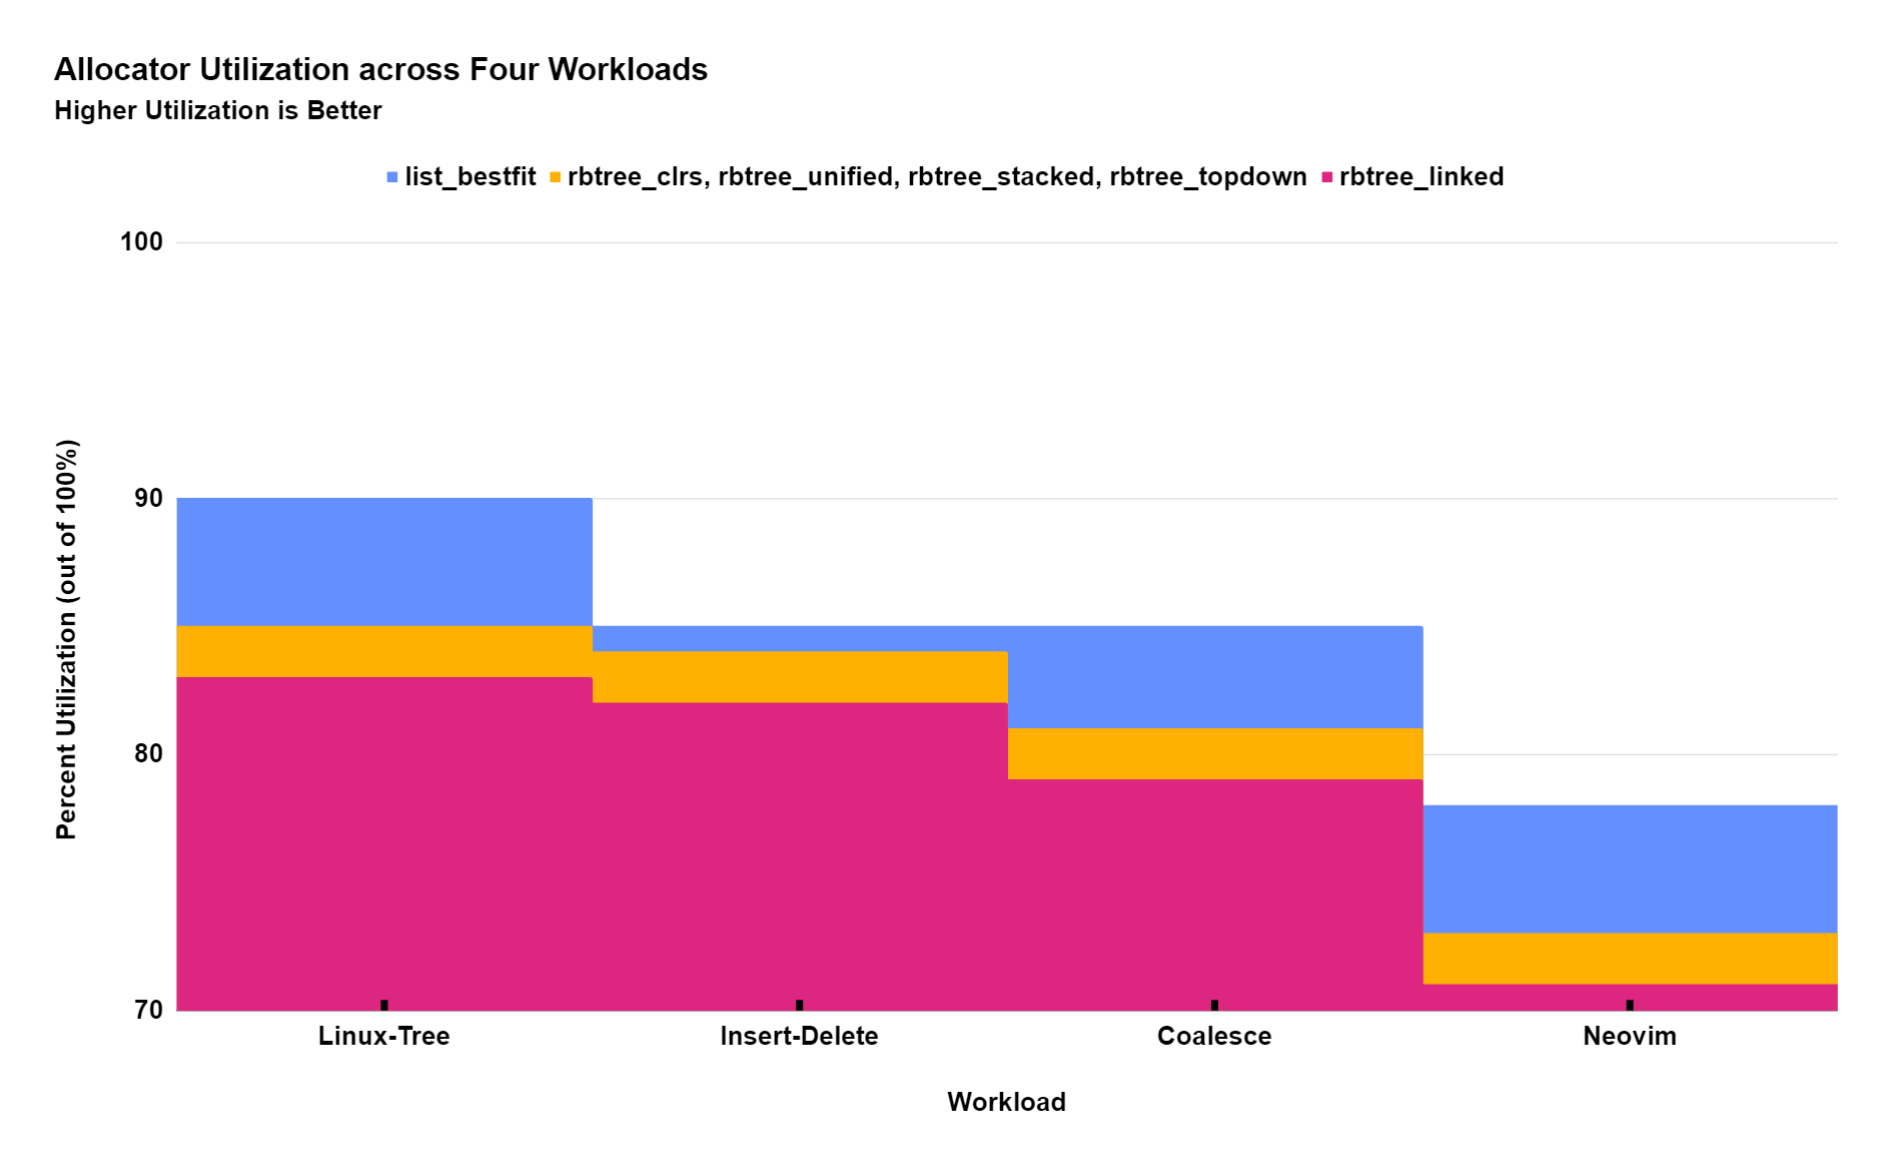 Allocator Utilization across Four Workloads
Higher Utilization is Better
list_bestfit rbtree_clrs, rbtree_unified, rbtree_stacked, rbtree_topdown rbtree_linked
100
90
80
70
Percent Utilization (out of 100%)
Linux-Tree Insert-Delete Coalesce Neovim
Workload